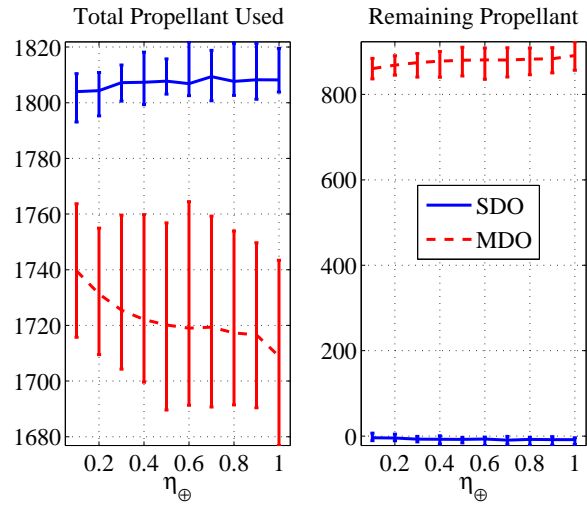 Total Propellant Used
1820
1800
1780
1760
1740
1720
1700
1680
0.2 0.4 0.6 0.8 1
η⊕
Remaining Propellant
800
600
400
200
0
0.2 0.4 0.6 0.8 1
η⊕
SDO
MDO